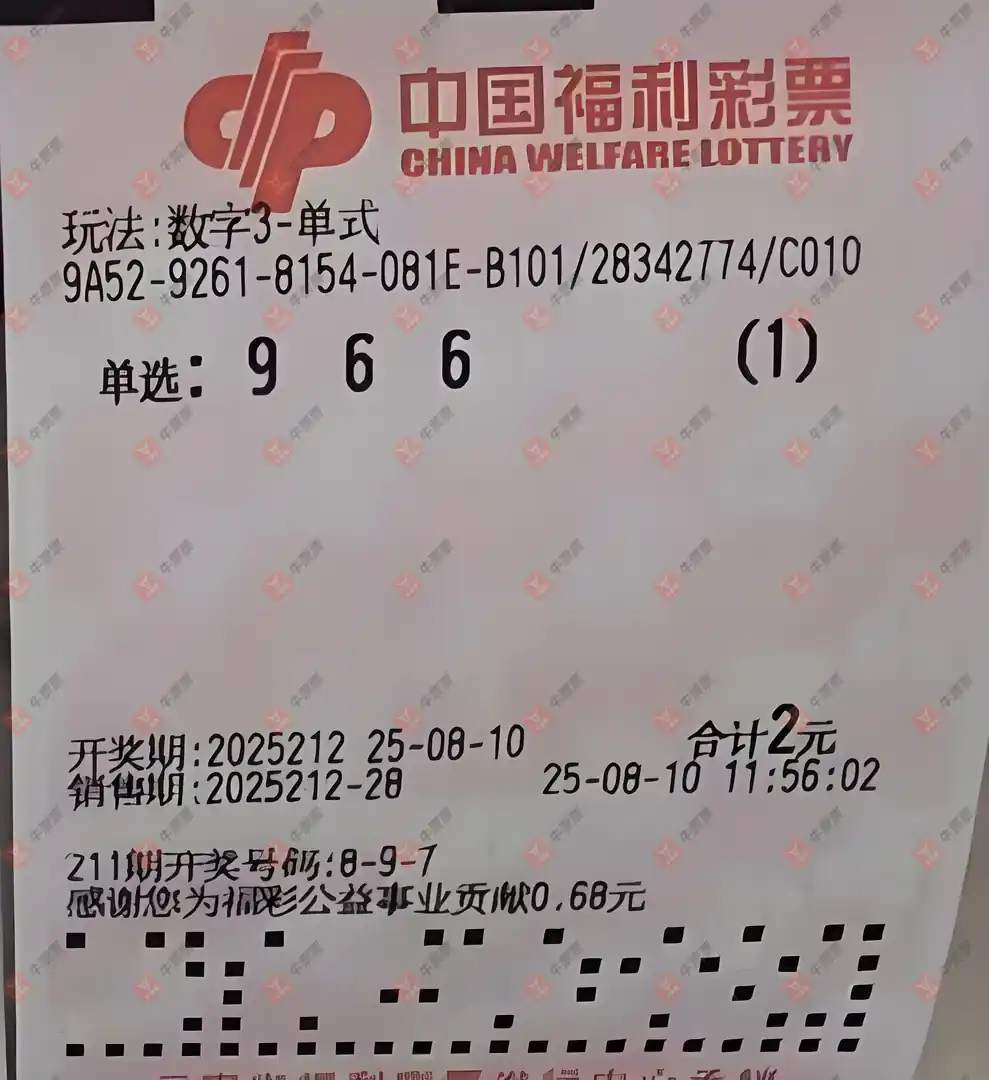 中国福利彩票
CHINA WELFARE LOTTERY
玩法:数字3-单式
9A52-9261-8154-081E-B101/28342774/C010
单选: 9 6 6 (1)
开奖期:2025212 25-08-10 合计2元
销售期:2025212-28 25-08-10 11:56:02
211期开奖号码:8-9-7
感谢您为福彩公益事业贡献0.68元